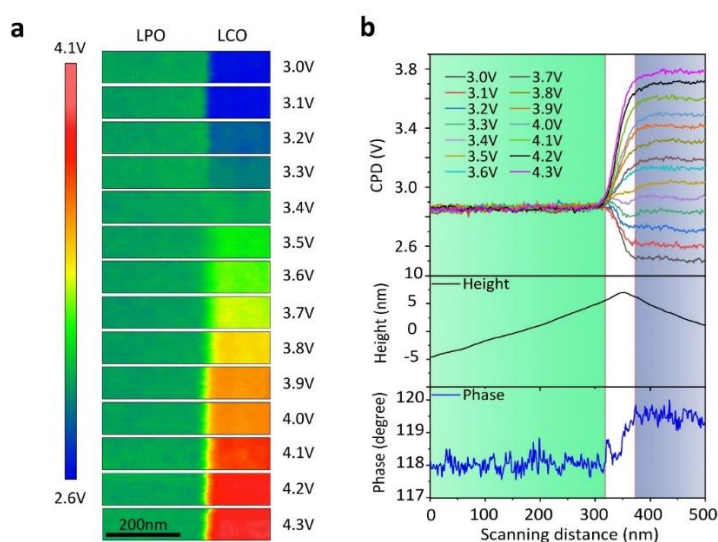 a
LPO LCO
4.1V
2.6V
3.0V
3.1V
3.2V
3.3V
3.4V
3.5V
3.6V
3.7V
3.8V
3.9V
4.0V
4.1V
4.2V
4.3V
200nm
b
CPD (V)
3.8
3.4
3.0
2.6
3.0V 3.7V
3.1V 3.8V
3.2V 3.9V
3.3V 4.0V
3.4V 4.1V
3.5V 4.2V
3.6V 4.3V
Height (nm)
10
5
0
-5
Height
Phase (degree)
120
119
118
117
Phase
0 100 200 300 400 500
Scanning distance (nm)